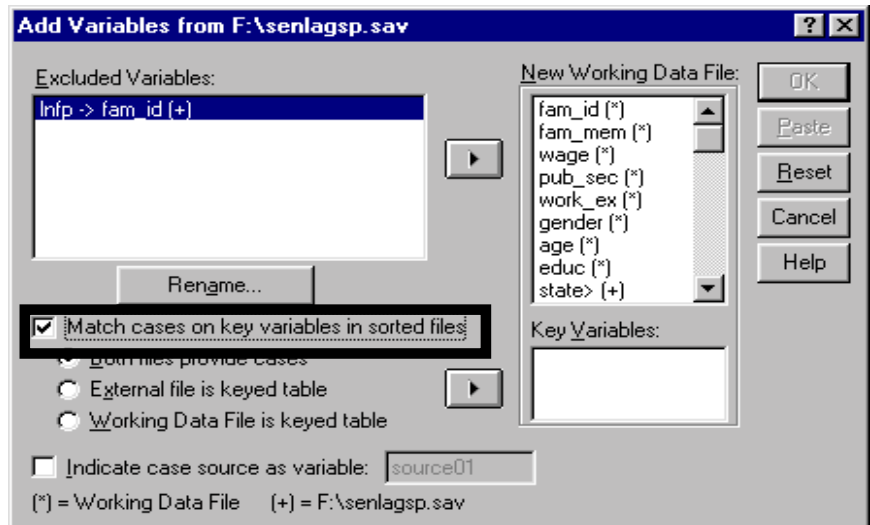 Add Variables from F:\senlagsp.sav
Excluded Variables:
lnfp -> fam_id (+)
Rename...
New Working Data File:
fam_id (*)
fam_mem (*)
wage (*)
pub_sec (*)
work_ex (*)
gender (*)
age (*)
educ (*)
state> (+)
OK
Paste
Reset
Cancel
Help
Match cases on key variables in sorted files
Both files provide cases
External file is keyed table
Working Data File is keyed table
Key Variables:
Indicate case source as variable: source01
(*) = Working Data File (+) = F:\senlagsp.sav